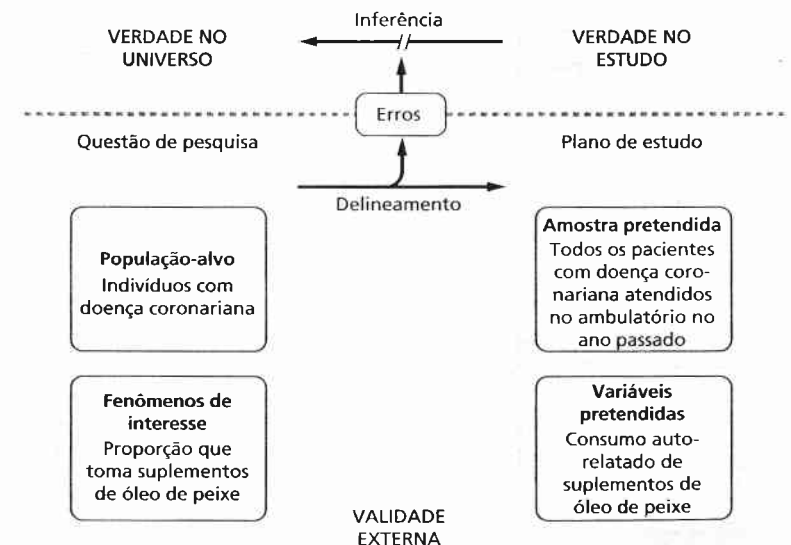 Inferência
VERDADE NO
UNIVERSO
VERDADE NO
ESTUDO
Erros
Questão de pesquisa
Plano de estudo
Delineamento
População-alvo
Indivíduos com
doença coronariana
Amostra pretendida
Todos os pacientes
com doença coro-
nariana atendidos
no ambulatório no
ano passado
Fenômenos de
interesse
Proporção que
toma suplementos
de óleo de peixe
Variáveis
pretendidas
Consumo auto-
relatado de
suplementos de
óleo de peixe
VALIDADE
EXTERNA